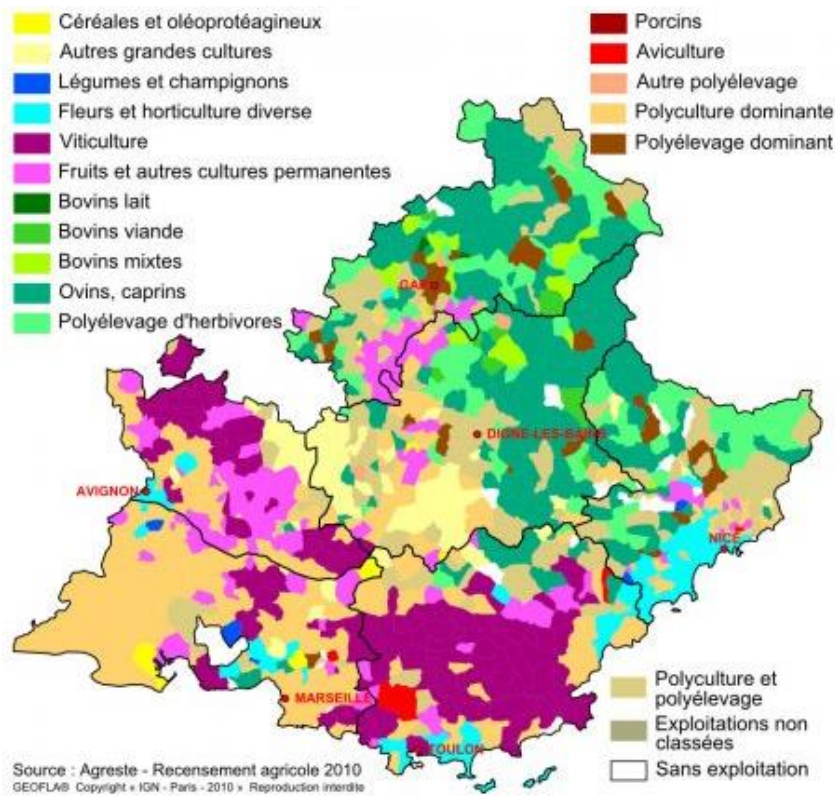 Céréales et oléoprotéagineux
Autres grandes cultures
Légumes et champignons
Fleurs et horticulture diverse
Viticulture
Fruits et autres cultures permanentes
Bovins lait
Bovins viande
Bovins mixtes
Ovins, caprins
Polyélevage d'herbivores
Porcins
Aviculture
Autre polyélevage
Polyculture dominante
Polyélevage dominant
GAP
DIGNE-LES-BAINS
AVIGNON
NICE
MARSEILLE
TOULON
Polyculture et
polyélevage
Exploitations non
classées
Sans exploitation
Source : Agreste - Recensement agricole 2010
GEOFLA® Copyright « IGN - Paris - 2010 » Reproduction interdite